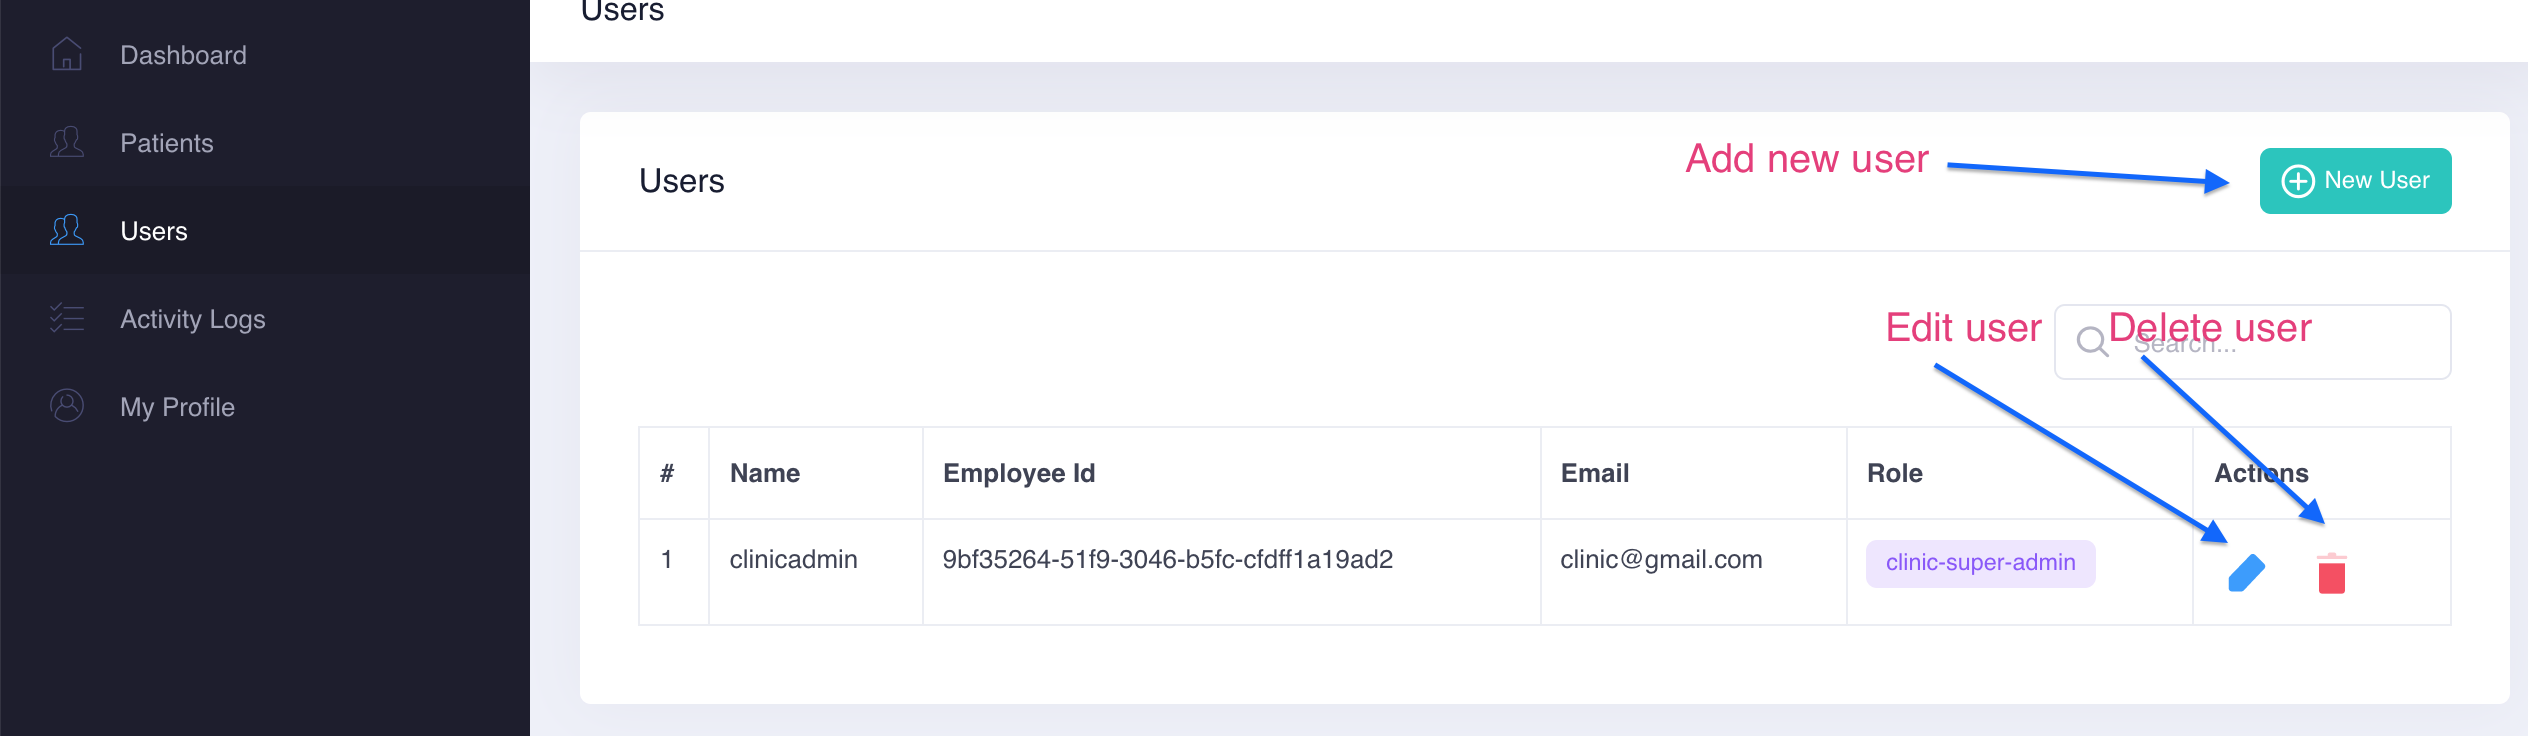 Users
Dashboard
Patients
Users
Activity Logs
My Profile
Users
Add new user
New User
Edit user
Delete user
Search...
# Name Employee Id Email Role Actions
1 clinicadmin 9bf35264-51f9-3046-b5fc-cfdff1a19ad2 clinic@gmail.com clinic-super-admin